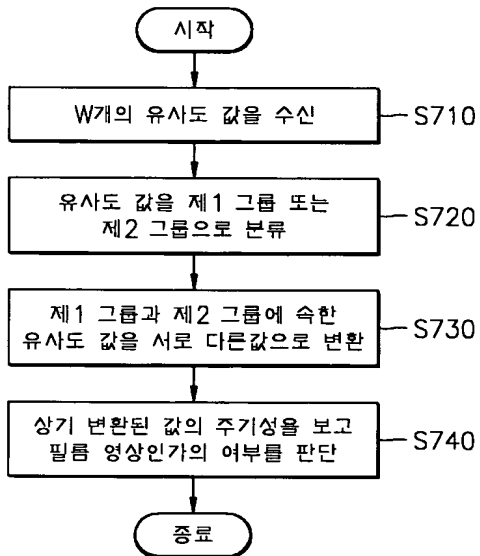 시작
W개의 유사도 값을 수신
S710
유사도 값을 제1 그룹 또는
제2 그룹으로 분류
S720
제1 그룹과 제2 그룹에 속한
유사도 값을 서로 다른값으로 변환
S730
상기 변환된 값의 주기성을 보고
필름 영상인가의 여부를 판단
S740
종료